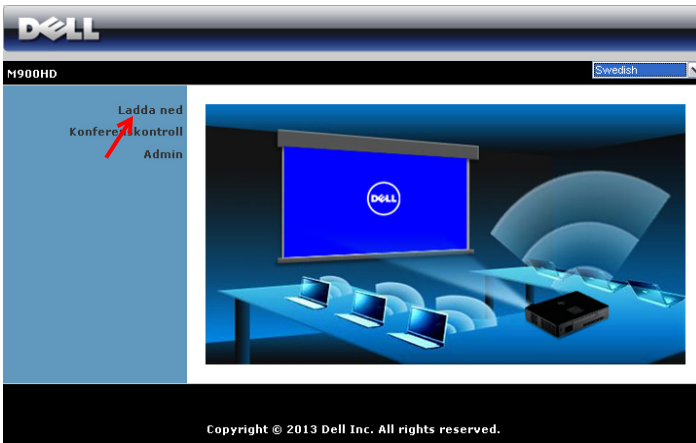 DELL
M900HD
Swedish
Ladda ned
Konferenskontroll
Admin
DELL
Copyright © 2013 Dell Inc. All rights reserved.